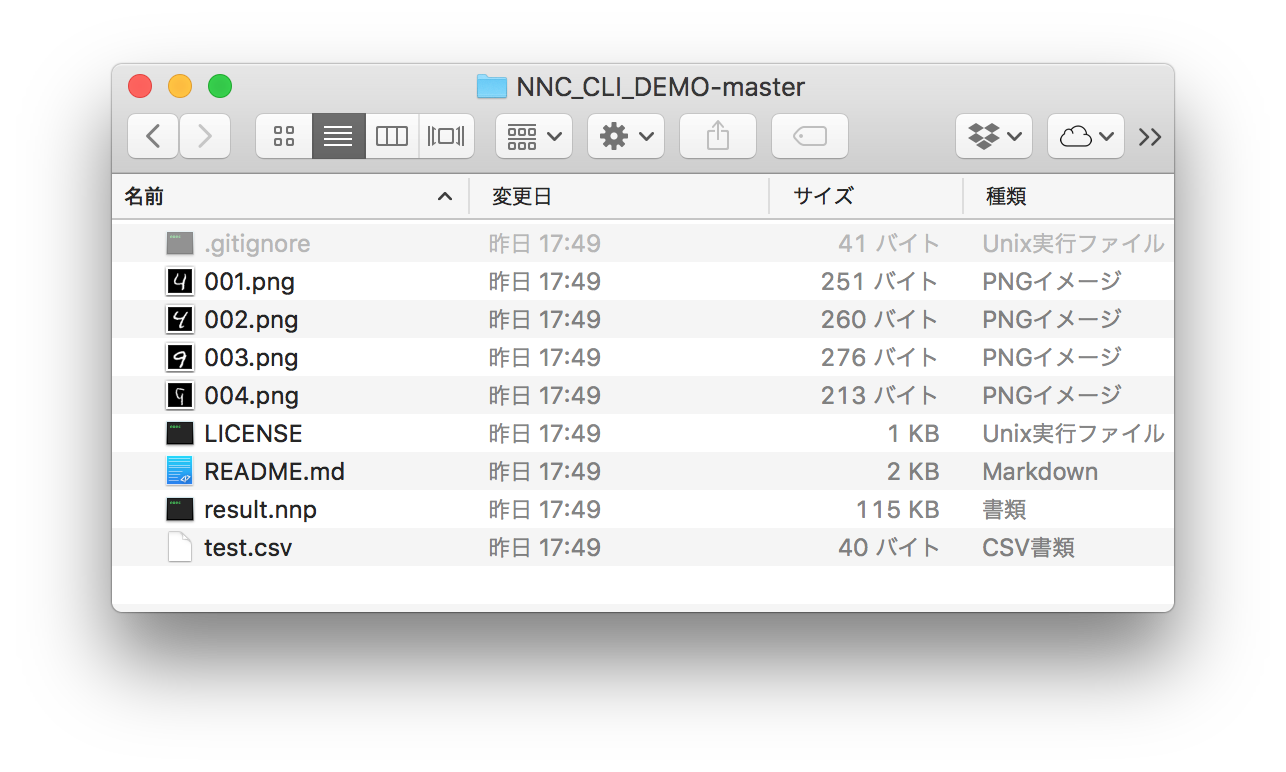 NNC_CLI_DEMO-master
名前 変更日 サイズ 種類
.gitignore 昨日 17:49 41 バイト Unix実行ファイル
001.png 昨日 17:49 251 バイト PNGイメージ
002.png 昨日 17:49 260 バイト PNGイメージ
003.png 昨日 17:49 276 バイト PNGイメージ
004.png 昨日 17:49 213 バイト PNGイメージ
LICENSE 昨日 17:49 1 KB Unix実行ファイル
README.md 昨日 17:49 2 KB Markdown
result.nnp 昨日 17:49 115 KB 書類
test.csv 昨日 17:49 40 バイト CSV書類